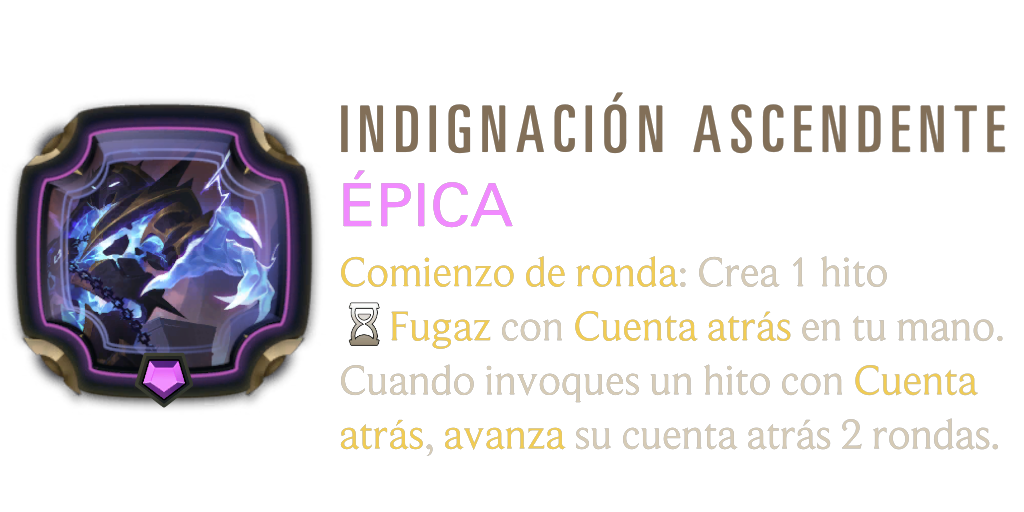 INDIGNACIÓN ASCENDENTE
ÉPICA
Comienzo de ronda: Crea 1 hito
Fugaz con Cuenta atrás en tu mano.
Cuando invoques un hito con Cuenta
atrás, avanza su cuenta atrás 2 rondas.